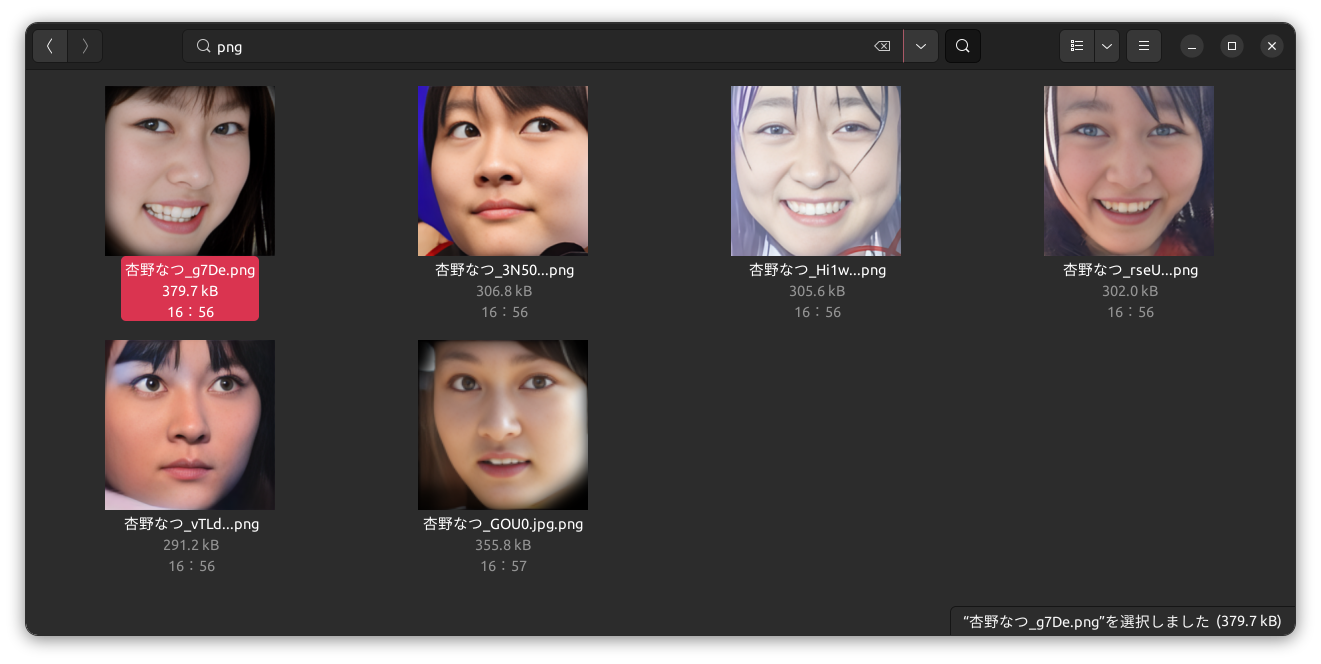 png
杏野なつ_g7De.png
379.7 kB
16：56
杏野なつ_3N50...png
306.8 kB
16：56
杏野なつ_Hi1w...png
305.6 kB
16：56
杏野なつ_rseU...png
302.0 kB
16：56
杏野なつ_vTLd...png
291.2 kB
16：56
杏野なつ_GOU0.jpg.png
355.8 kB
16：57
“杏野なつ_g7De.png”を選択しました (379.7 kB)